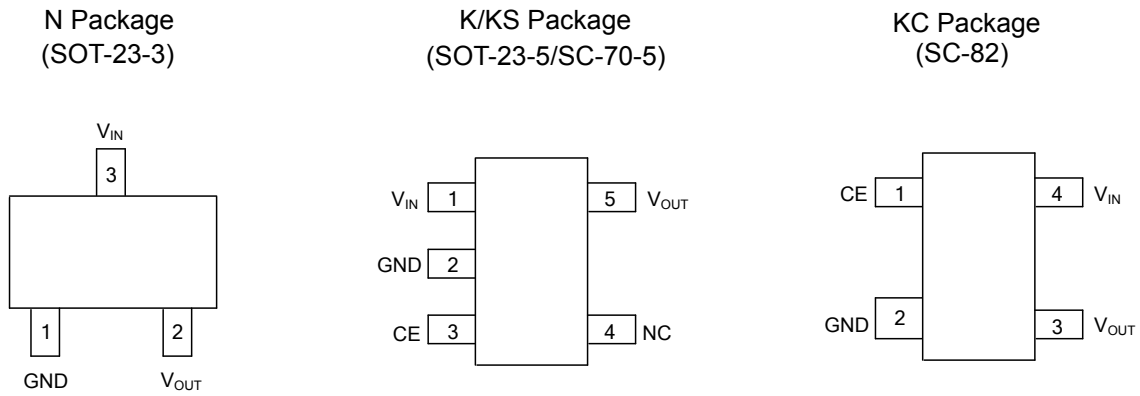 N Package
(SOT-23-3)
K/KS Package
(SOT-23-5/SC-70-5)
KC Package
(SC-82)
VIN
3
1
2
GND
VOUT
VIN 1
5 VOUT
GND 2
CE 3
4 NC
CE 1
4 VIN
GND 2
3 VOUT